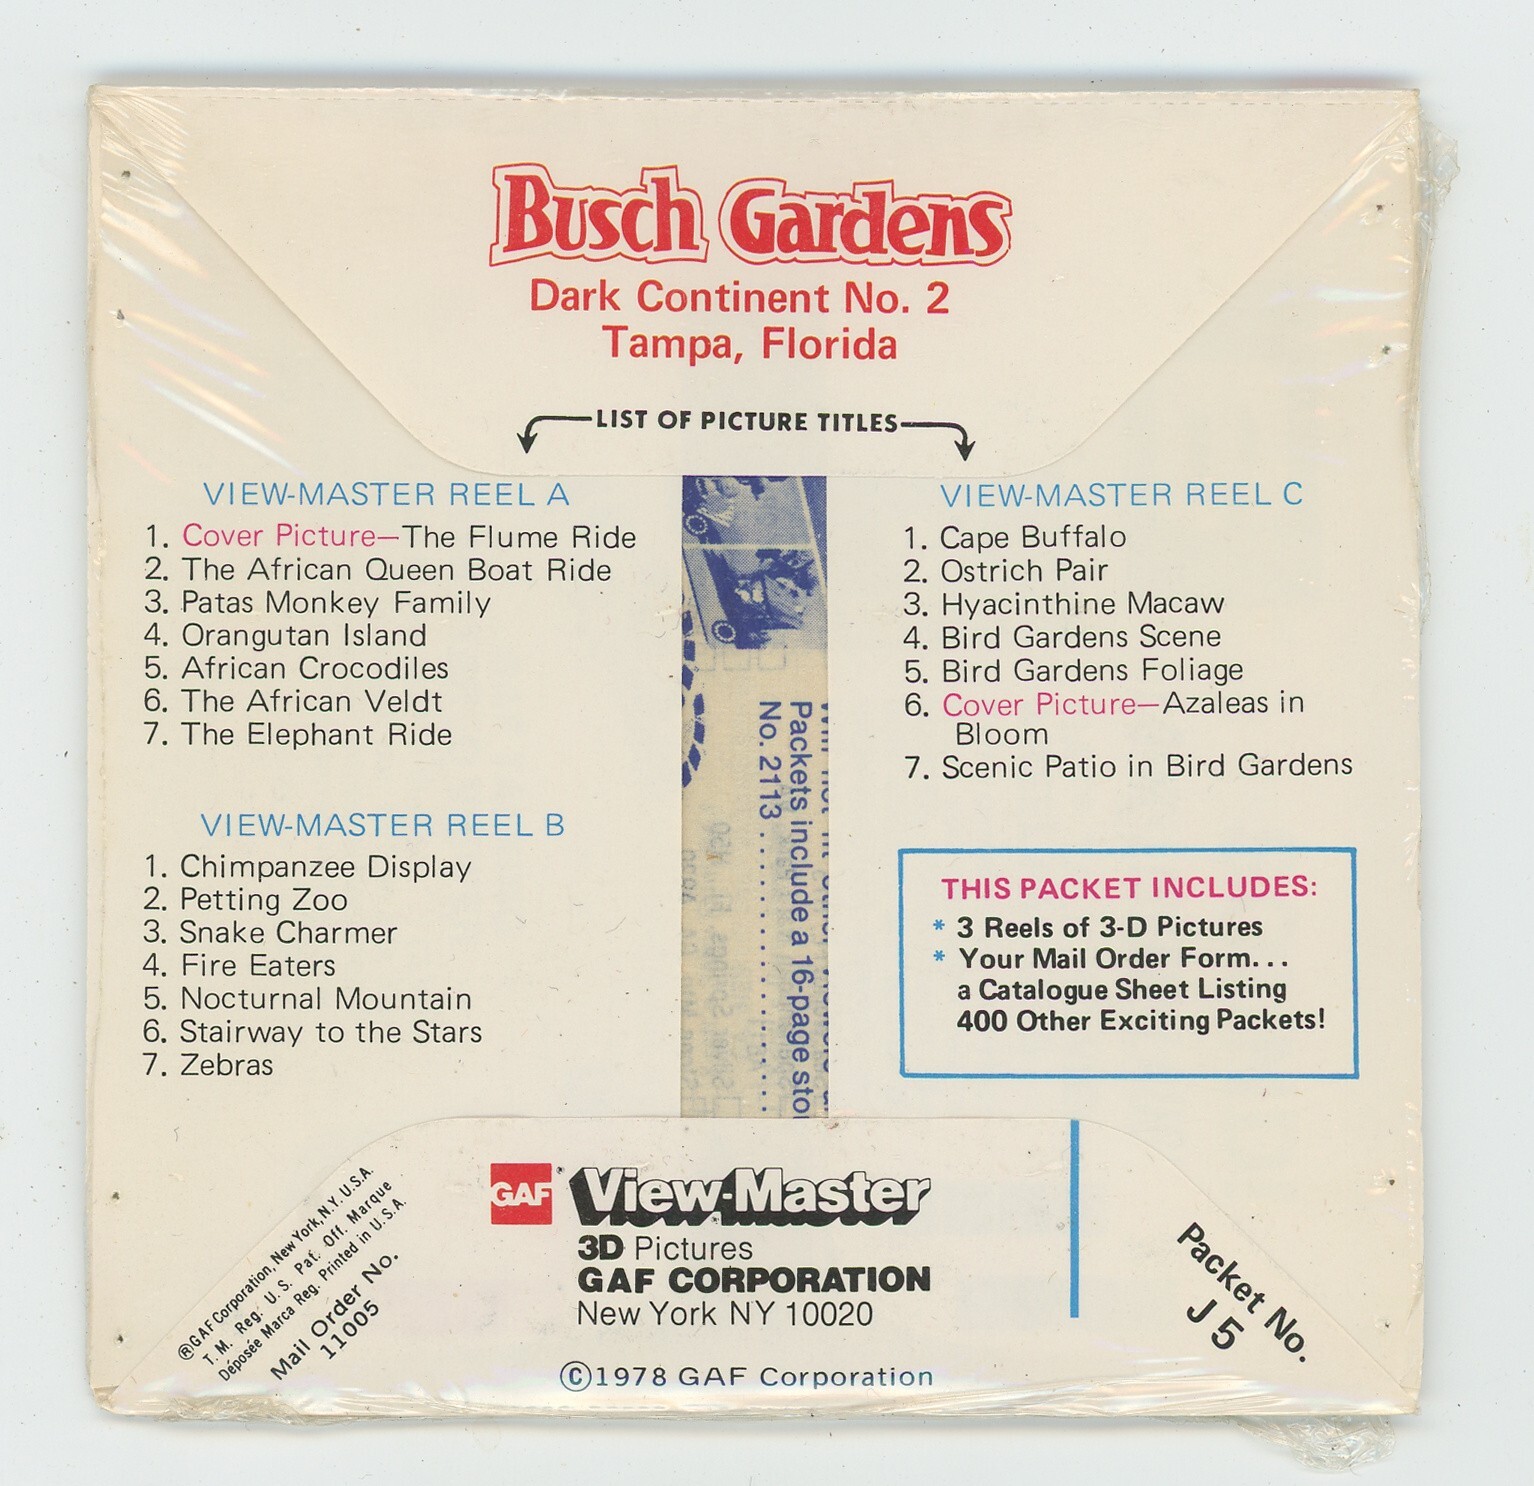 Busch Gardens
Dark Continent No. 2
Tampa, Florida
LIST OF PICTURE TITLES
VIEW-MASTER REEL A
1. Cover Picture—The Flume Ride
2. The African Queen Boat Ride
3. Patas Monkey Family
4. Orangutan Island
5. African Crocodiles
6. The African Veldt
7. The Elephant Ride
VIEW-MASTER REEL B
1. Chimpanzee Display
2. Petting Zoo
3. Snake Charmer
4. Fire Eaters
5. Nocturnal Mountain
6. Stairway to the Stars
7. Zebras
Packets include a 16-page stor
No. 2113 . . . . . . . . . . . . . . .
VIEW-MASTER REEL C
1. Cape Buffalo
2. Ostrich Pair
3. Hyacinthine Macaw
4. Bird Gardens Scene
5. Bird Gardens Foliage
6. Cover Picture—Azaleas in
Bloom
7. Scenic Patio in Bird Gardens
THIS PACKET INCLUDES:
* 3 Reels of 3-D Pictures
* Your Mail Order Form...
a Catalogue Sheet Listing
400 Other Exciting Packets!
®GAF Corporation, New York, N.Y. U.S.A.
T. M. Reg. U. S. Pat. Off. Marque
Déposée Marca Reg. Printed in U.S.A.
Mail Order No.
11005
GAF View-Master
3D Pictures
GAF CORPORATION
New York NY 10020
©1978 GAF Corporation
Packet No.
J 5